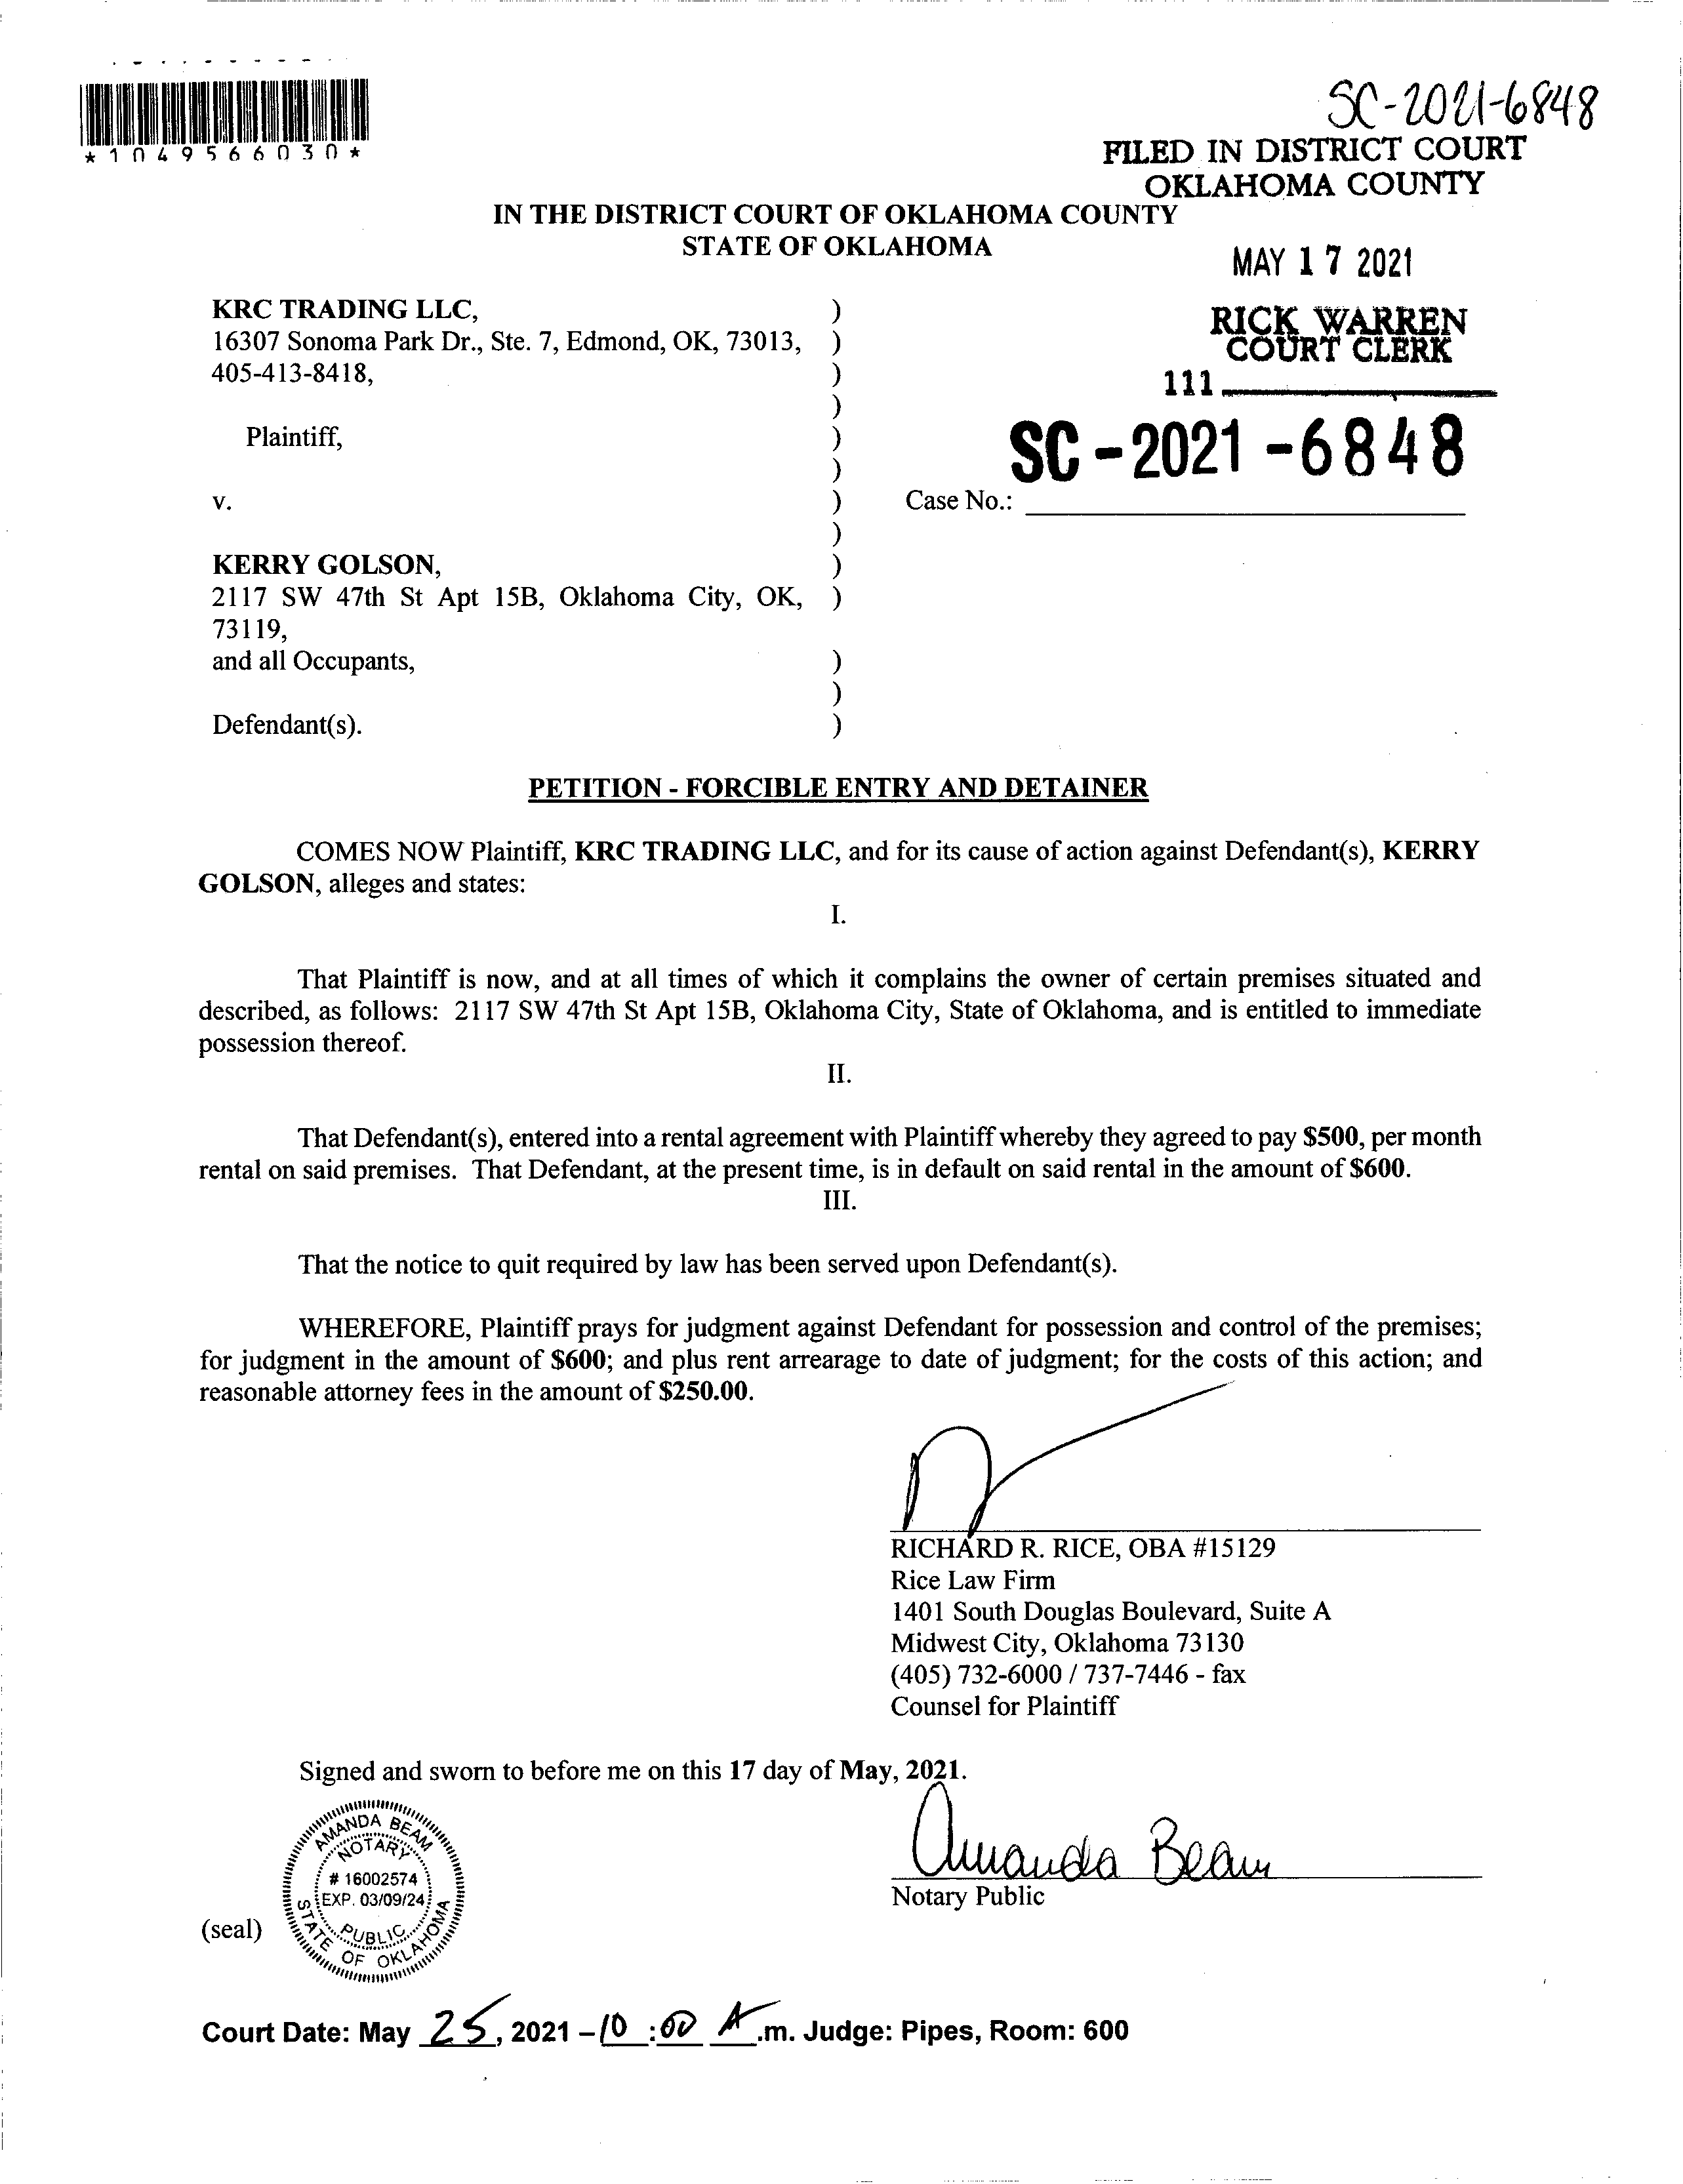 *1049566030*
SC-2021-6848
FILED IN DISTRICT COURT
OKLAHOMA COUNTY
IN THE DISTRICT COURT OF OKLAHOMA COUNTY
STATE OF OKLAHOMA
MAY 17 2021
RICK WARREN
COURT CLERK
111
SC-2021-6848
KRC TRADING LLC, )
16307 Sonoma Park Dr., Ste. 7, Edmond, OK, 73013, )
405-413-8418, )
)
Plaintiff, )
)
v. ) Case No.:
)
KERRY GOLSON, )
2117 SW 47th St Apt 15B, Oklahoma City, OK, )
73119,
and all Occupants, )
)
Defendant(s). )
PETITION - FORCIBLE ENTRY AND DETAINER
COMES NOW Plaintiff, KRC TRADING LLC, and for its cause of action against Defendant(s), KERRY
GOLSON, alleges and states:
I.
That Plaintiff is now, and at all times of which it complains the owner of certain premises situated and
described, as follows: 2117 SW 47th St Apt 15B, Oklahoma City, State of Oklahoma, and is entitled to immediate
possession thereof.
II.
That Defendant(s), entered into a rental agreement with Plaintiff whereby they agreed to pay $500, per month
rental on said premises. That Defendant, at the present time, is in default on said rental in the amount of $600.
III.
That the notice to quit required by law has been served upon Defendant(s).
WHEREFORE, Plaintiff prays for judgment against Defendant for possession and control of the premises;
for judgment in the amount of $600; and plus rent arrearage to date of judgment; for the costs of this action; and
reasonable attorney fees in the amount of $250.00.
RICHARD R. RICE, OBA #15129
Rice Law Firm
1401 South Douglas Boulevard, Suite A
Midwest City, Oklahoma 73130
(405) 732-6000 / 737-7446 - fax
Counsel for Plaintiff
Signed and sworn to before me on this 17 day of May, 2021.
AMANDA BEAM
NOTARY
# 16002574
EXP. 03/09/24
PUBLIC
STATE OF OKLAHOMA
Amanda Beam
Notary Public
(seal)
Court Date: May 25, 2021 – 10:00 A.m. Judge: Pipes, Room: 600